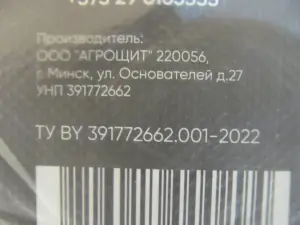 Производитель:
ООО "АГРОЩИТ" 220056,
г. Минск, ул. Основателей д.27
УНП 391772662
ТУ BY 391772662.001-2022